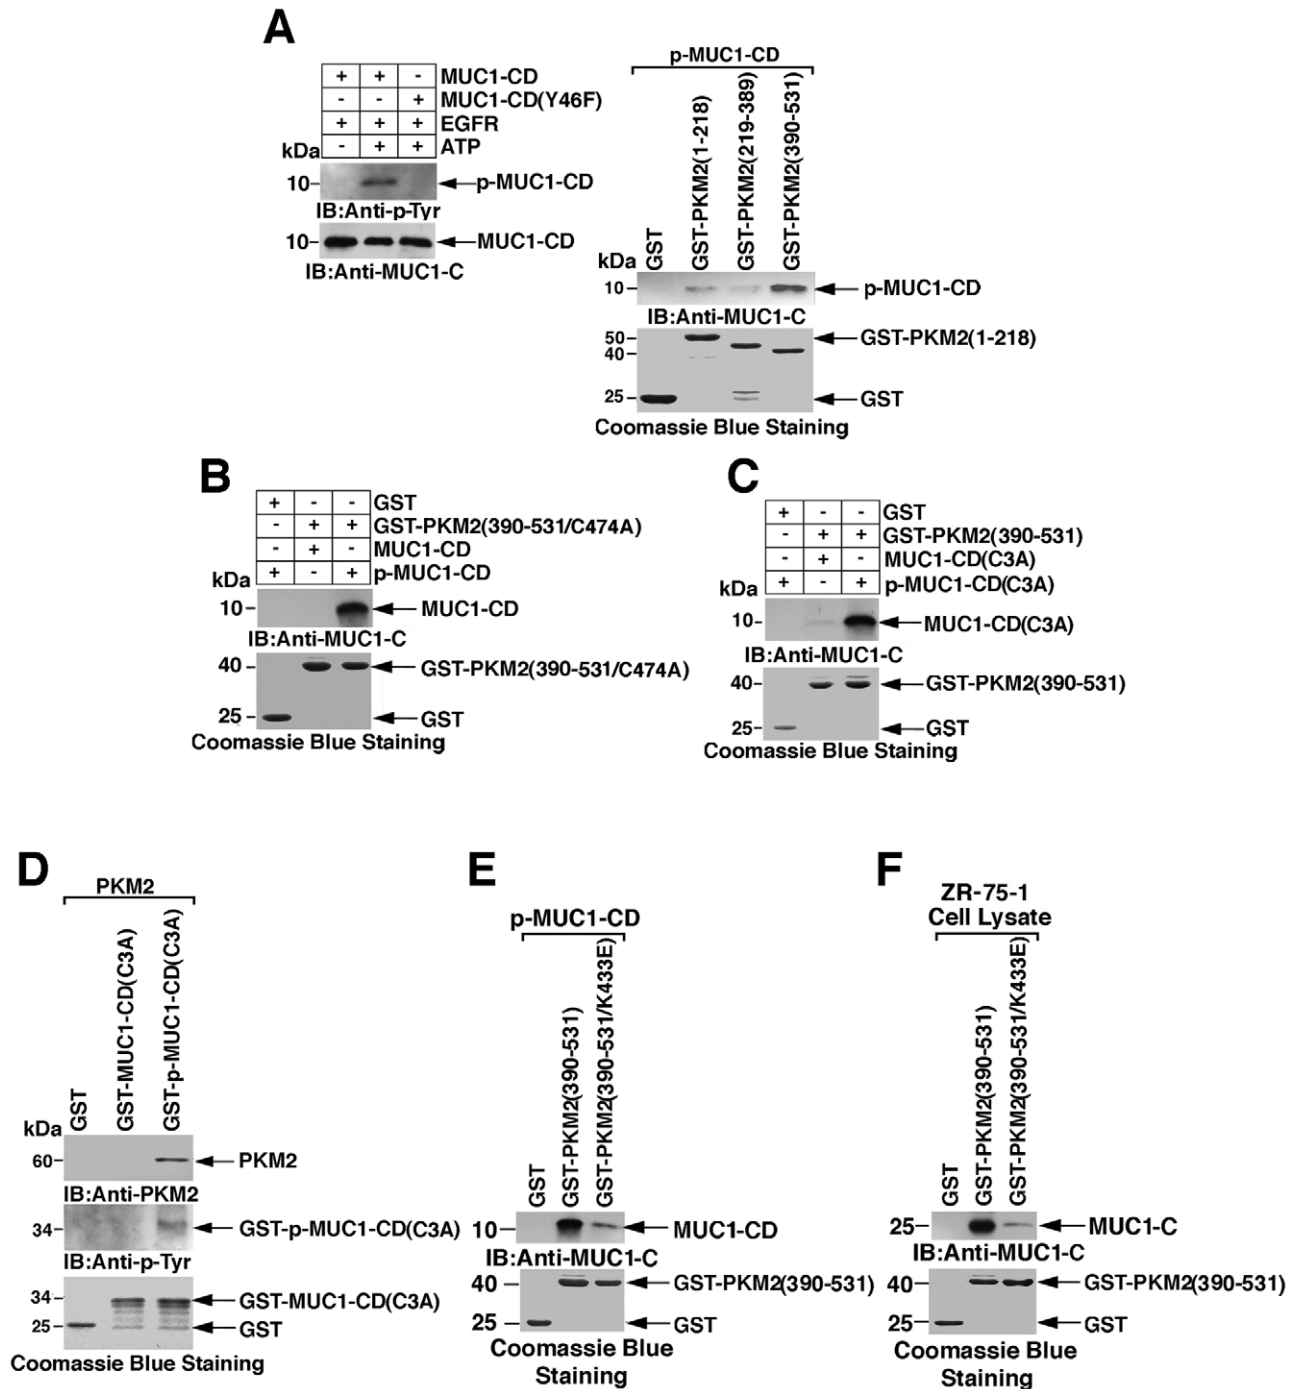 A
+ + - MUC1-CD
- - + MUC1-CD(Y46F)
+ + + EGFR
- + + ATP
kDa
10 p-MUC1-CD
IB:Anti-p-Tyr
10 MUC1-CD
IB:Anti-MUC1-C
p-MUC1-CD
GST
GST-PKM2(1-218)
GST-PKM2(219-389)
GST-PKM2(390-531)
kDa
10 p-MUC1-CD
IB:Anti-MUC1-C
50 GST-PKM2(1-218)
40
25 GST
Coomassie Blue Staining
B
+ - - GST
- + + GST-PKM2(390-531/C474A)
- + - MUC1-CD
+ - + p-MUC1-CD
kDa
10 MUC1-CD
IB:Anti-MUC1-C
40 GST-PKM2(390-531/C474A)
25 GST
Coomassie Blue Staining
C
+ - - GST
- + + GST-PKM2(390-531)
- + - MUC1-CD(C3A)
+ - + p-MUC1-CD(C3A)
kDa
10 MUC1-CD(C3A)
IB:Anti-MUC1-C
40 GST-PKM2(390-531)
25 GST
Coomassie Blue Staining
D
PKM2
GST
GST-MUC1-CD(C3A)
GST-p-MUC1-CD(C3A)
kDa
60 PKM2
IB:Anti-PKM2
34 GST-p-MUC1-CD(C3A)
IB:Anti-p-Tyr
34 GST-MUC1-CD(C3A)
25 GST
Coomassie Blue Staining
E
p-MUC1-CD
GST
GST-PKM2(390-531)
GST-PKM2(390-531/K433E)
10 MUC1-CD
IB:Anti-MUC1-C
40 GST-PKM2(390-531)
25 GST
Coomassie Blue
Staining
F
ZR-75-1
Cell Lysate
GST
GST-PKM2(390-531)
GST-PKM2(390-531/K433E)
25 MUC1-C
IB:Anti-MUC1-C
40 GST-PKM2(390-531)
25 GST
Coomassie Blue
Staining